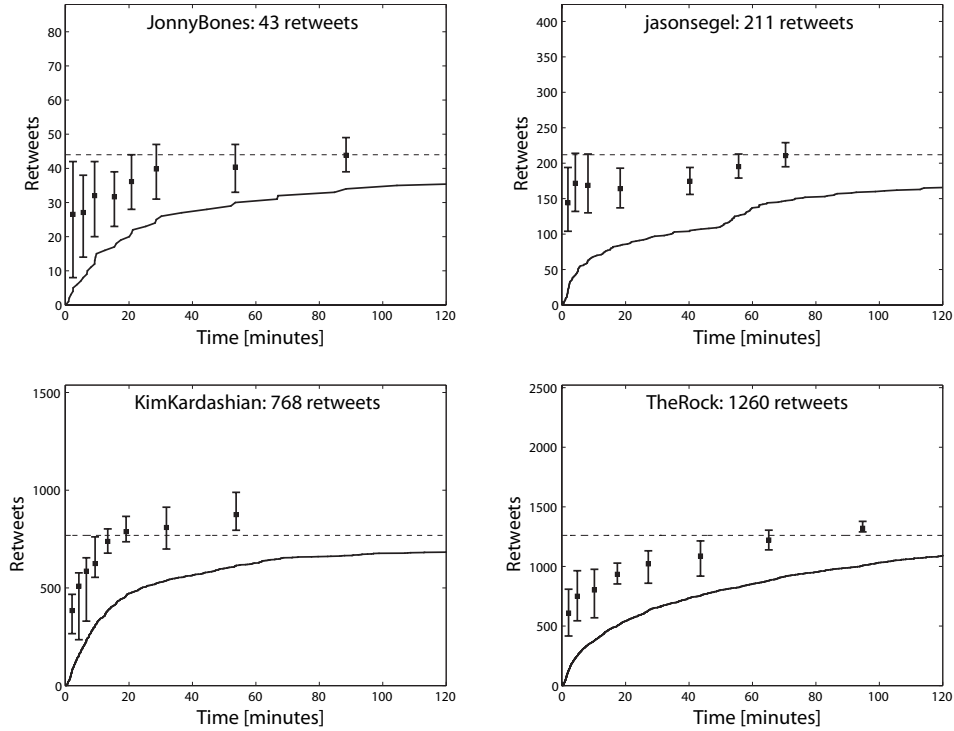 JonnyBones: 43 retweets
80
70
60
50
40
30
20
10
0
Retweets
0 20 40 60 80 100 120
Time [minutes]
jasonsegel: 211 retweets
400
350
300
250
200
150
100
50
0
Retweets
0 20 40 60 80 100 120
Time [minutes]
KimKardashian: 768 retweets
1500
1000
500
0
Retweets
0 20 40 60 80 100 120
Time [minutes]
TheRock: 1260 retweets
2500
2000
1500
1000
500
0
Retweets
0 20 40 60 80 100 120
Time [minutes]